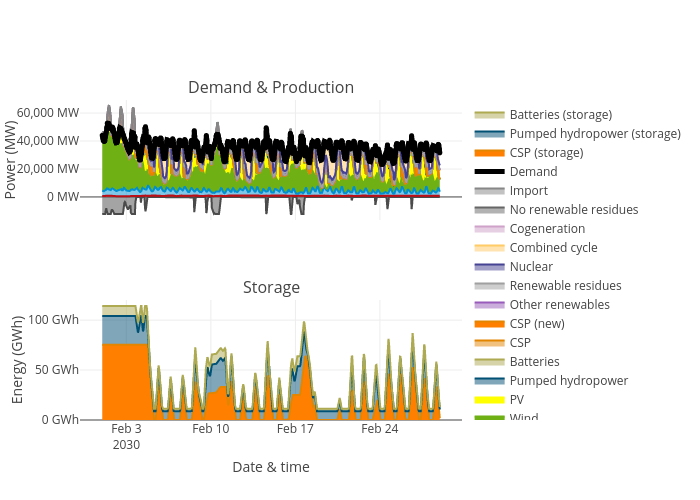 Demand & Production
60,000 MW
40,000 MW
20,000 MW
0 MW
Power (MW)
Storage
100 GWh
50 GWh
0 GWh
Energy (GWh)
Feb 3
2030
Feb 10
Feb 17
Feb 24
Date & time
Batteries (storage)
Pumped hydropower (storage)
CSP (storage)
Demand
Import
No renewable residues
Cogeneration
Combined cycle
Nuclear
Renewable residues
Other renewables
CSP (new)
CSP
Batteries
Pumped hydropower
PV
Wind